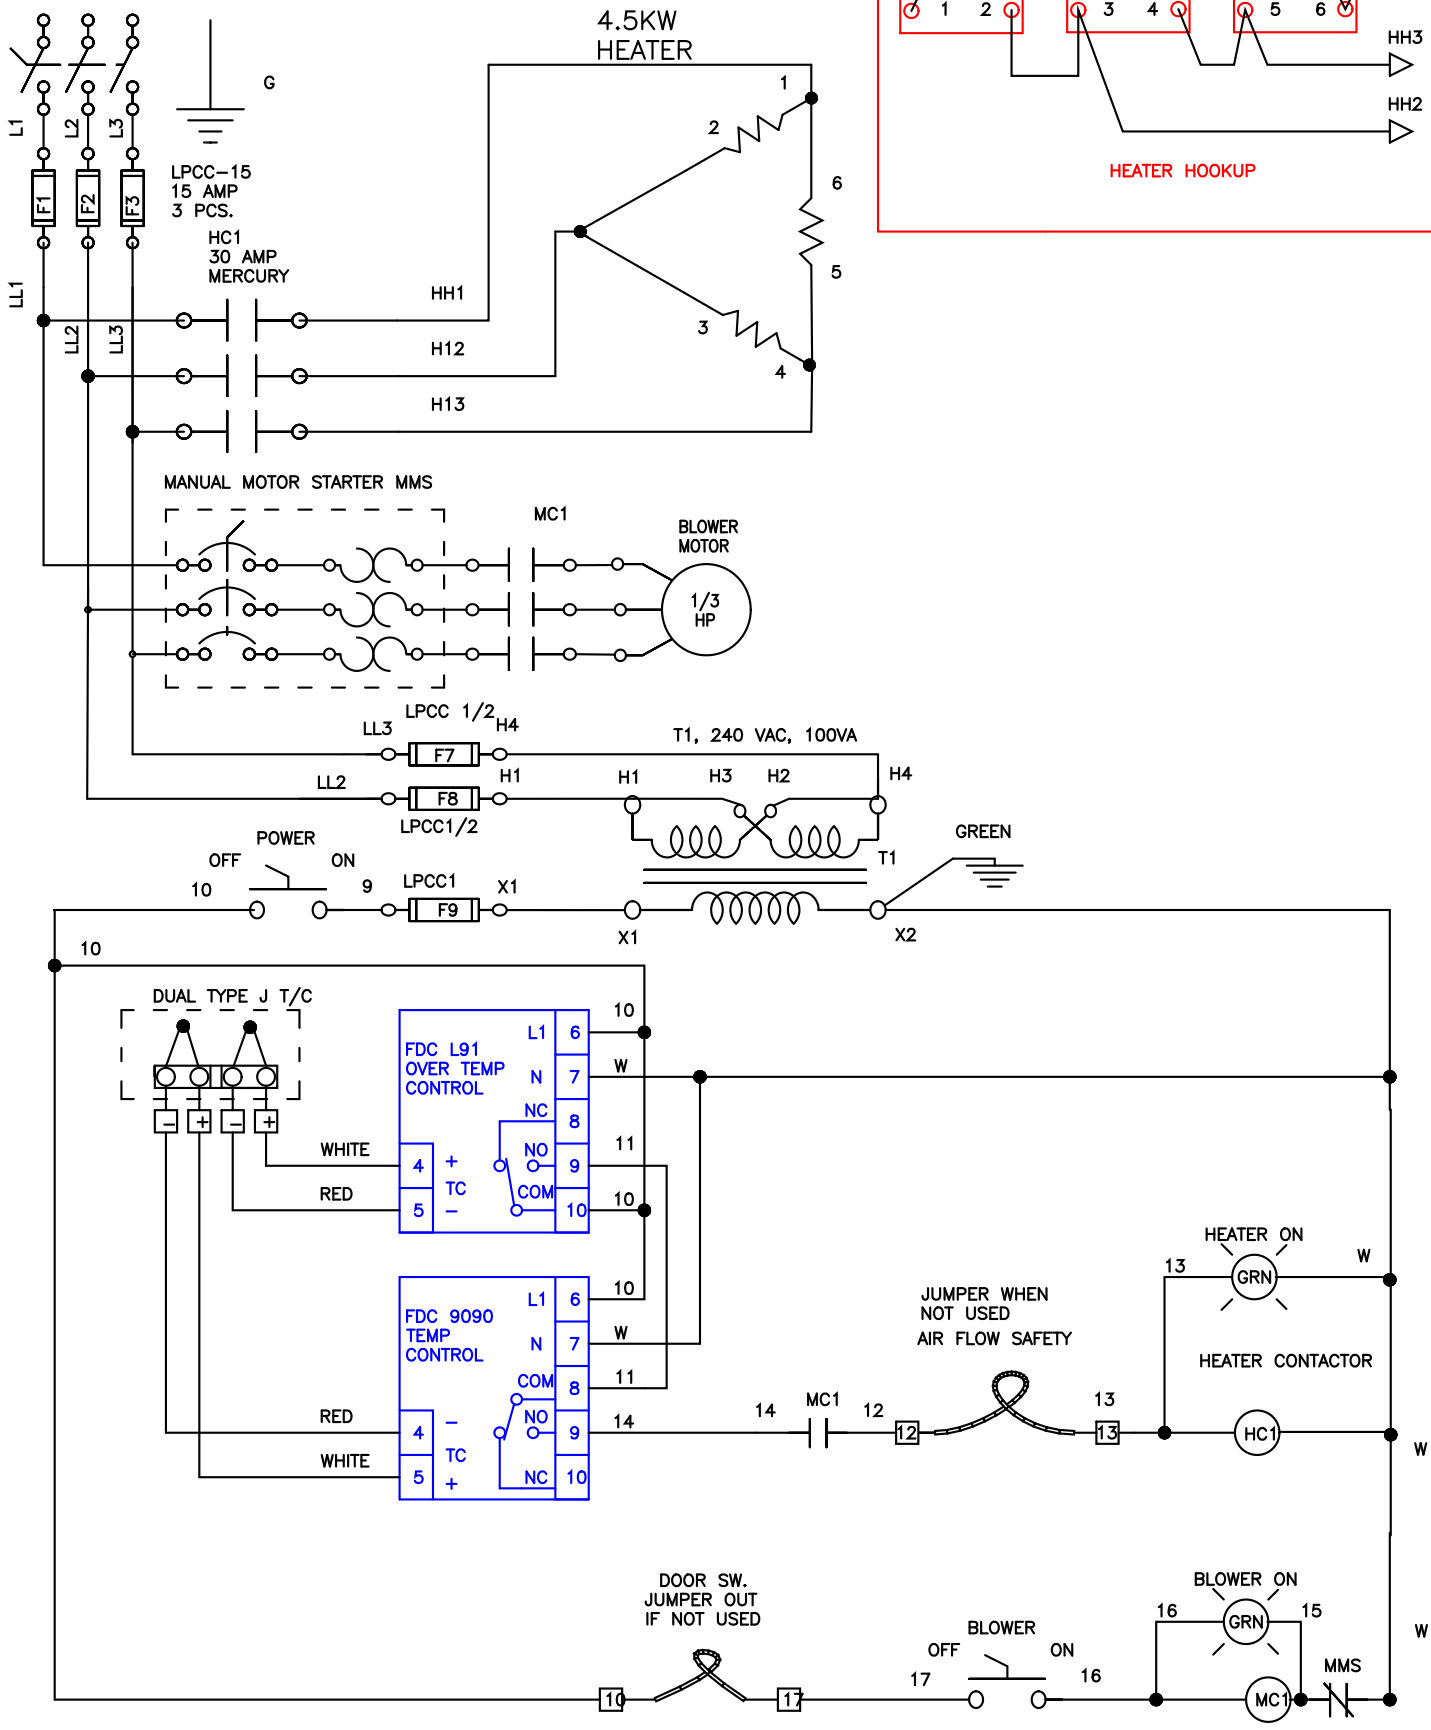 4.5KW
HEATER
1 2 3 4 5 6
HH3
HH2
HEATER HOOKUP
G
L1
L2
L3
F1
F2
F3
LPCC-15
15 AMP
3 PCS.
HC1
30 AMP
MERCURY
LL1
LL2
LL3
HH1
H12
H13
1
2
6
5
3
4
MANUAL MOTOR STARTER MMS
MC1
BLOWER
MOTOR
1/3
HP
LPCC 1/2
LL3
F7
H4
T1, 240 VAC, 100VA
LL2
F8
H1
LPCC1/2
H1
H3
H2
H4
T1
POWER
OFF
ON
10
9
LPCC1
F9
X1
X1
X2
GREEN
10
DUAL TYPE J T/C
-
+
-
+
FDC L91
OVER TEMP
CONTROL
L1 6
N 7
NC 8
NO 9
COM 10
4 +
TC
5 -
WHITE
RED
10
W
11
10
FDC 9090
TEMP
CONTROL
L1 6
N 7
COM 8
NO 9
NC 10
4 -
TC
5 +
RED
WHITE
10
W
11
14
14
MC1
12
12
JUMPER WHEN
NOT USED
AIR FLOW SAFETY
13
13
HEATER ON
13
GRN
W
HEATER CONTACTOR
HC1
W
DOOR SW.
JUMPER OUT
IF NOT USED
10
17
17
BLOWER
OFF
ON
16
BLOWER ON
16
GRN
15
MC1
MMS
W